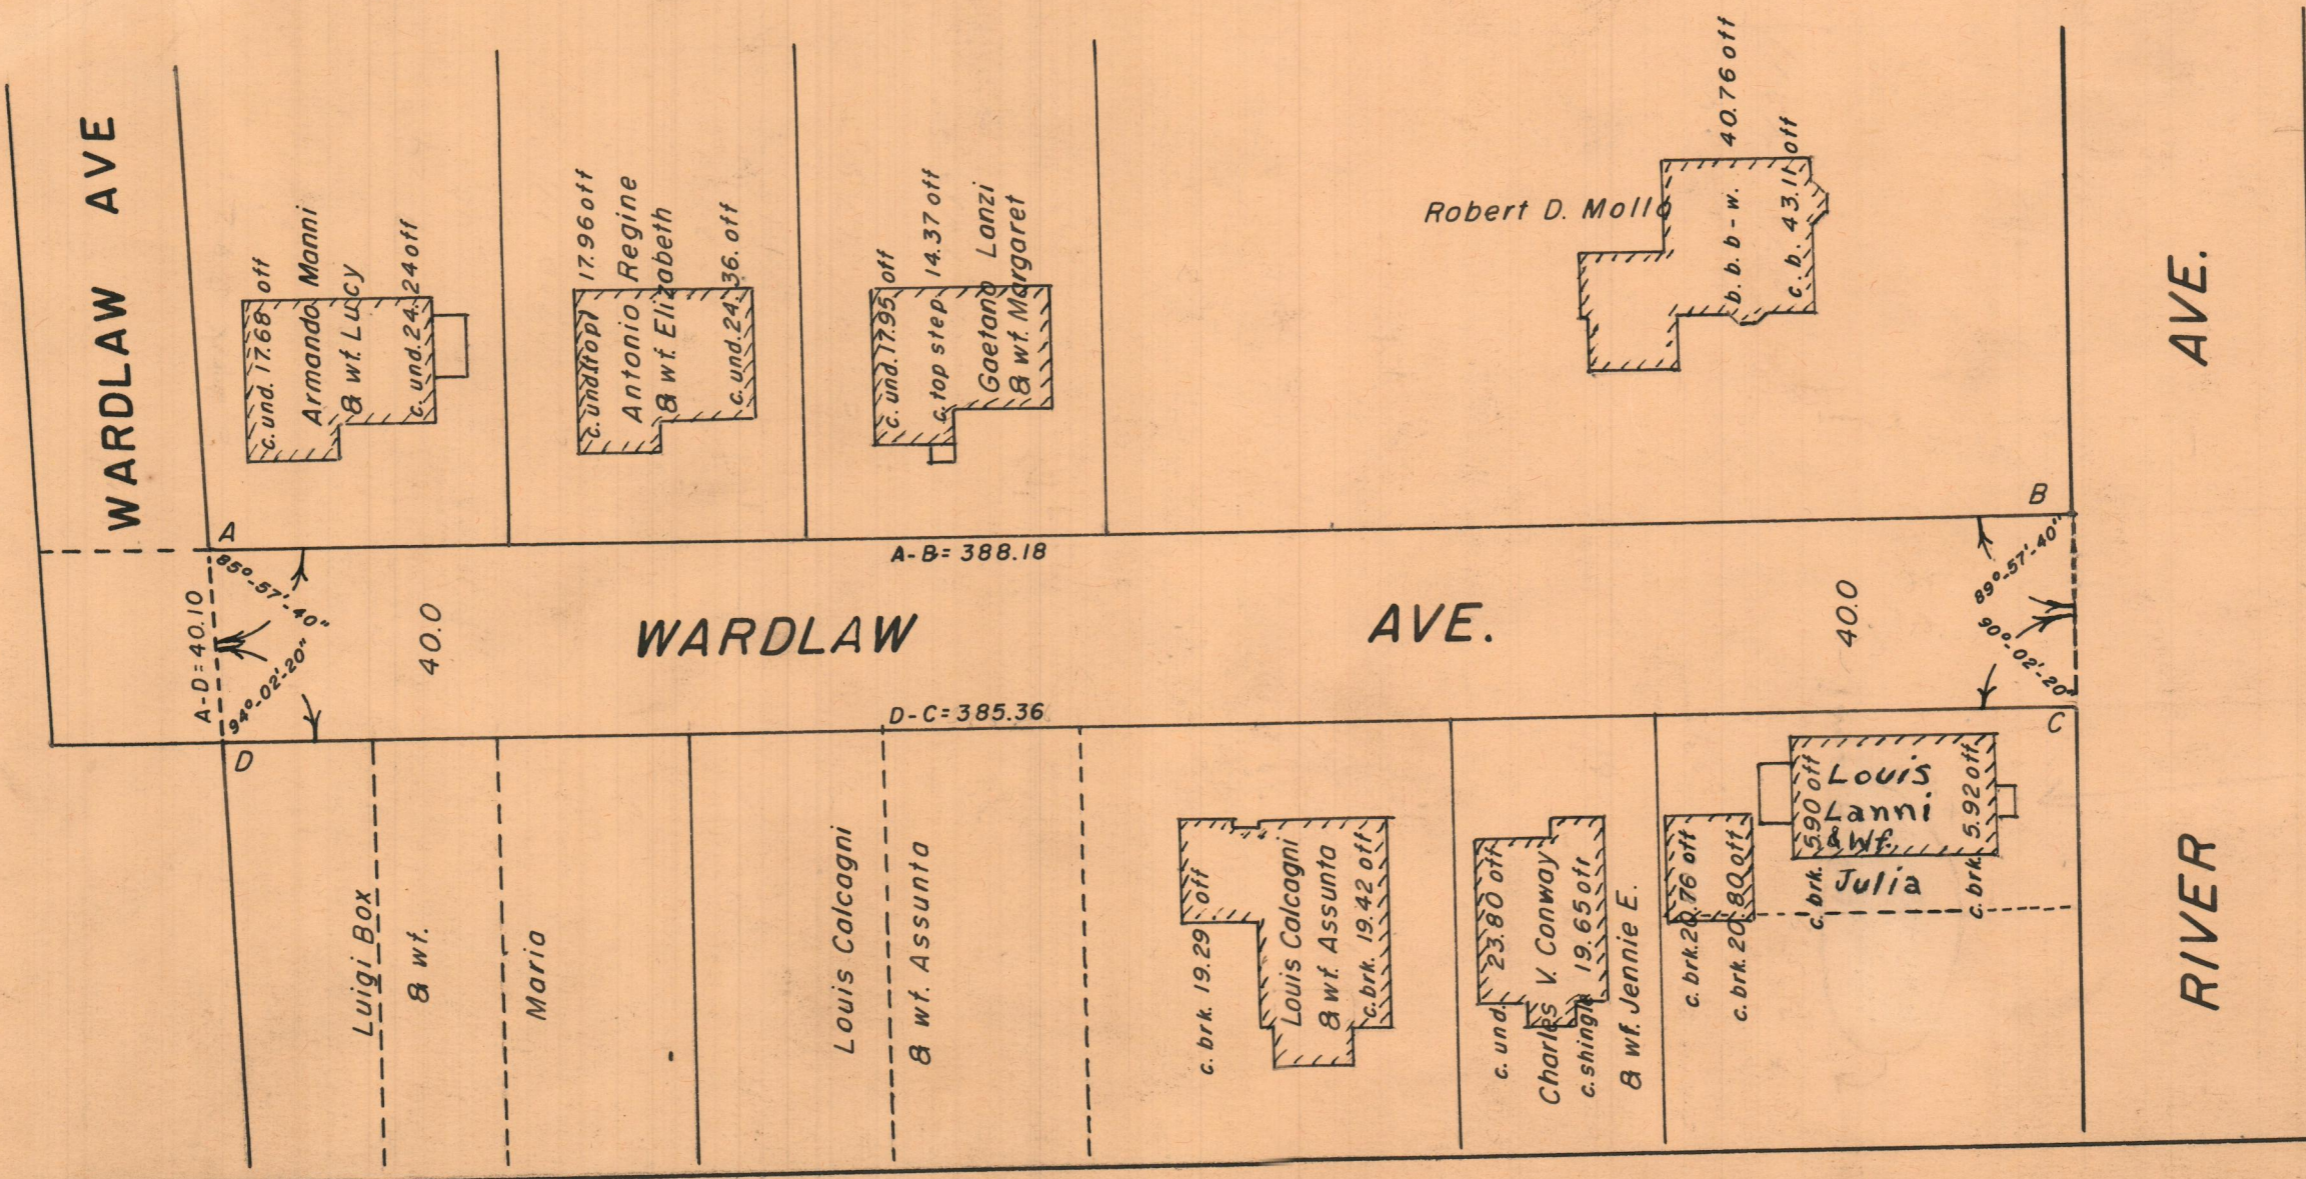 WARDLAW AVE
c. und. 17.68 off
Armando Manni
& wf. Lucy
c. und. 24.24 off
c. und. (top) 17.96 off
Antonio Regine
& wf. Elizabeth
c. und. 24.36. off
c. und. 17.95 off
c. top step 14.37 off
Gaetano Lanzi
& wf. Margaret
Robert D. Mollo
b. b. b - w. 40.76 off
c. b. 43.11 off
AVE.
RIVER
A
B
A-B = 388.18
85°-57'-40"
A-D = 40.10
94°-02'-20"
40.0
WARDLAW AVE.
40.0
89°-57'-40"
90°-02'-20"
D-C = 385.36
D
C
Luigi Box
& wf.
Maria
Louis Calcagni
& wf. Assunta
c. brk. 19.29 off
Louis Calcagni
& wf. Assunta
c. brk. 19.42 off
c. und. 23.80 off
Charles V. Conway
c. shingle 19.65 off
& wf. Jennie E.
c. brk. 20.76 off
c. brk. 20.80 off
c. brk. 5.90 off
Louis
Lanni
& Wf.
Julia
c. brk. 5.92 off